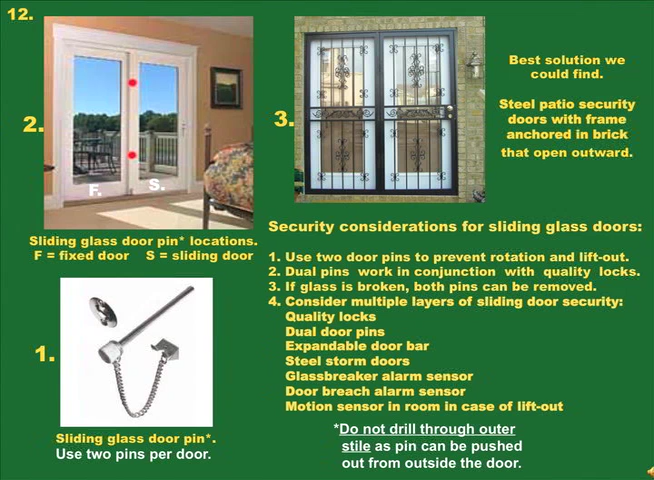 12.
2.
F.
S.
Sliding glass door pin* locations.
F = fixed door S = sliding door
1.
Sliding glass door pin*.
Use two pins per door.
3.
Best solution we
could find.
Steel patio security
doors with frame
anchored in brick
that open outward.
Security considerations for sliding glass doors:
1. Use two door pins to prevent rotation and lift-out.
2. Dual pins work in conjunction with quality locks.
3. If glass is broken, both pins can be removed.
4. Consider multiple layers of sliding door security:
Quality locks
Dual door pins
Expandable door bar
Steel storm doors
Glassbreaker alarm sensor
Door breach alarm sensor
Motion sensor in room in case of lift-out
*Do not drill through outer
stile as pin can be pushed
out from outside the door.